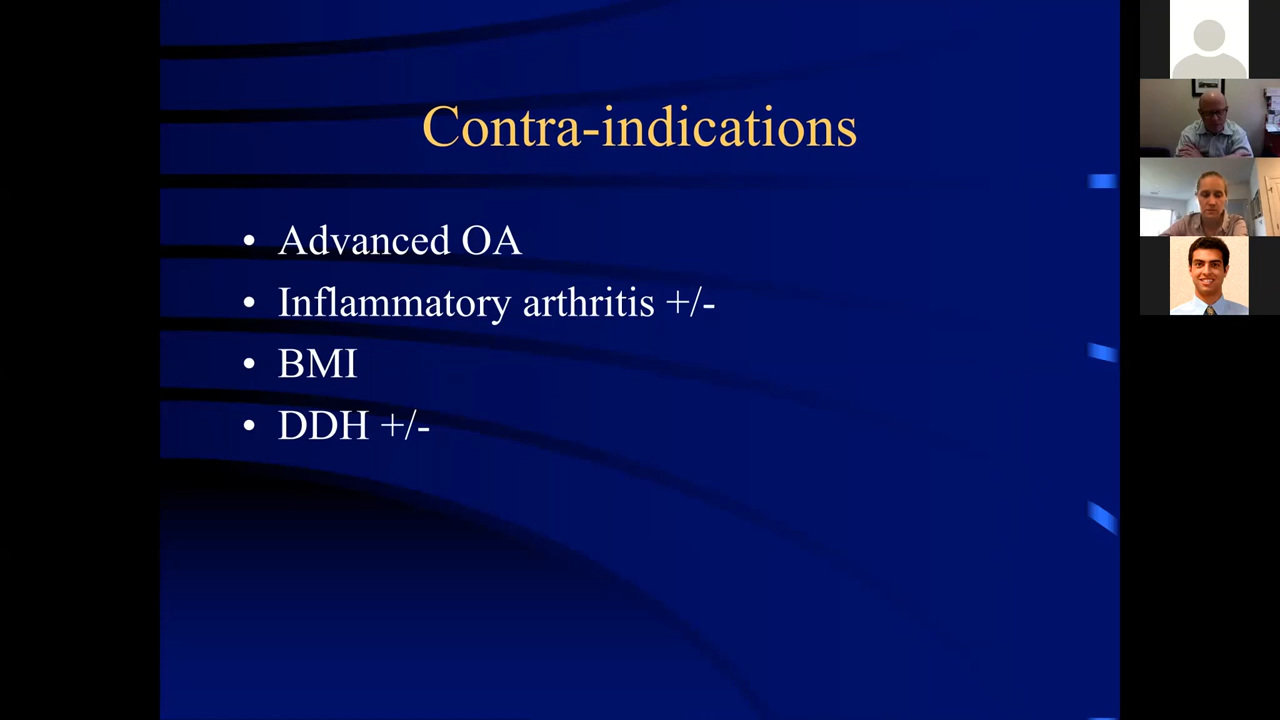 Contra-indications
• Advanced OA
• Inflammatory arthritis +/-
• BMI
• DDH +/-